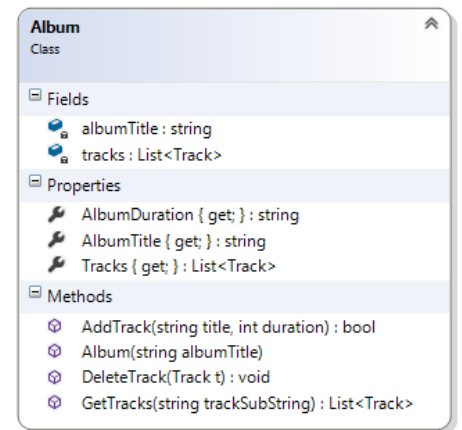 Album
Class
Fields
albumTitle : string
tracks : List<Track>
Properties
AlbumDuration { get; } : string
AlbumTitle { get; } : string
Tracks { get; } : List<Track>
Methods
AddTrack(string title, int duration) : bool
Album(string albumTitle)
DeleteTrack(Track t) : void
GetTracks(string trackSubString) : List<Track>